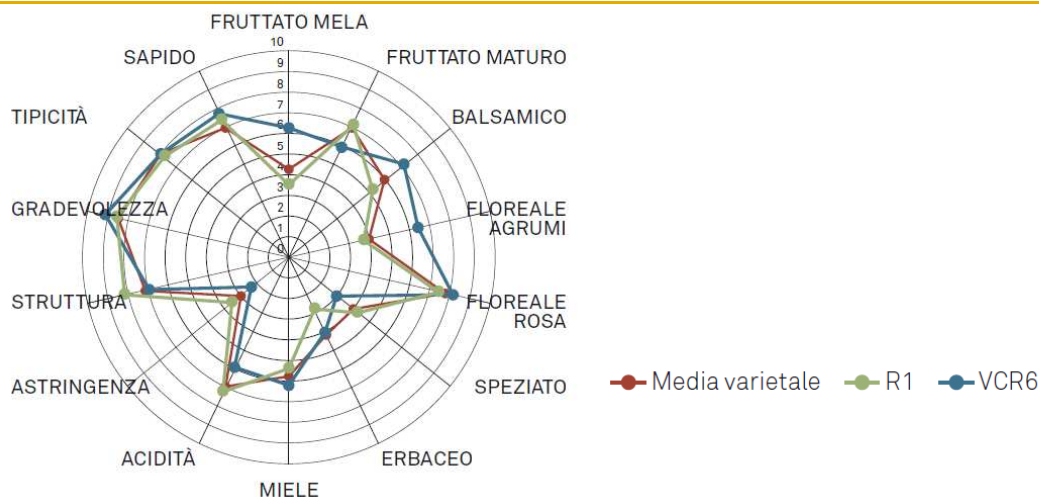 FRUTTATO MELA
10
9
8
7
6
5
4
3
2
1
0
FRUTTATO MATURO
BALSAMICO
FLOREALE
AGRUMI
FLOREALE
ROSA
SPEZIATO
ERBACEO
MIELE
ACIDITÀ
ASTRINGENZA
STRUTTURA
GRADEVOLEZZA
TIPICITÀ
SAPIDO
Media varietale
R1
VCR6